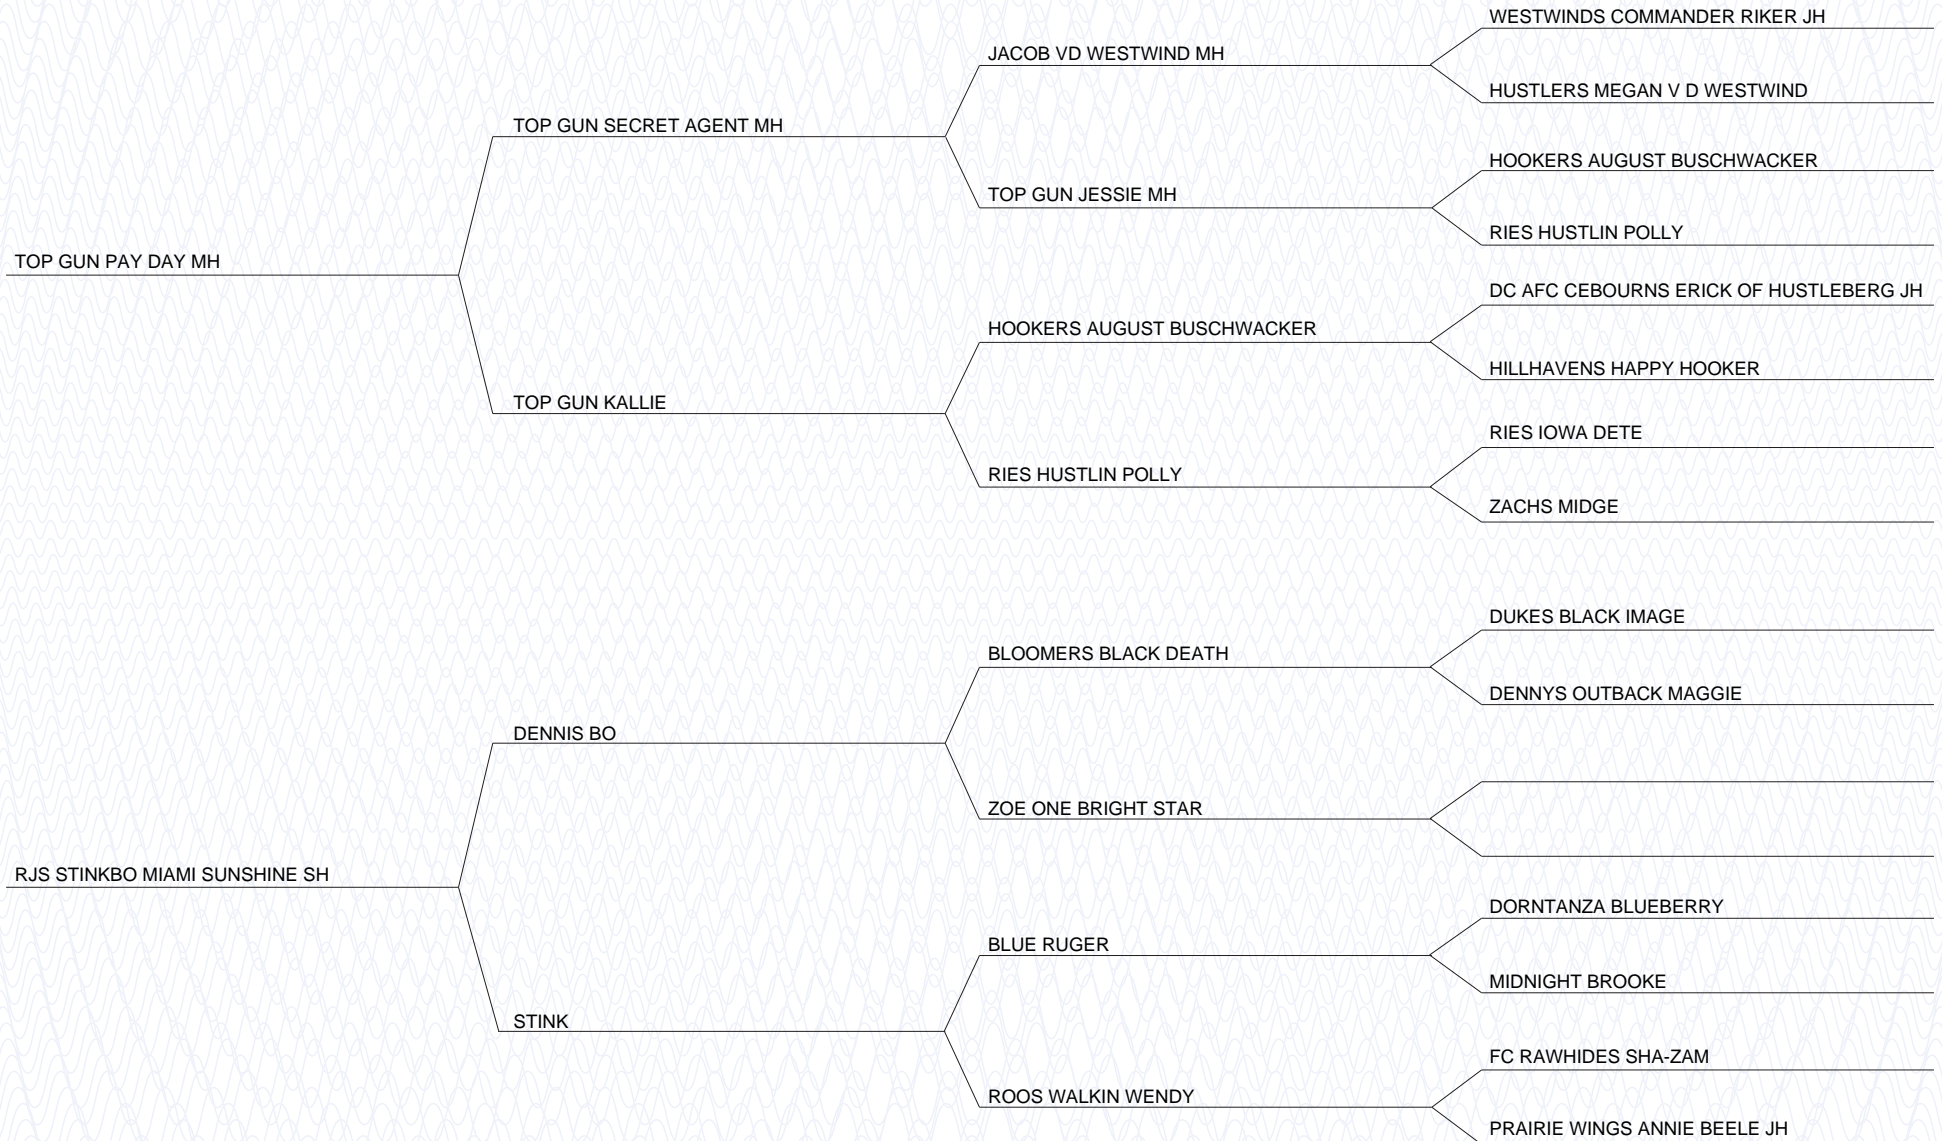 WESTWINDS COMMANDER RIKER JH
JACOB VD WESTWIND MH
HUSTLERS MEGAN V D WESTWIND
TOP GUN SECRET AGENT MH
HOOKERS AUGUST BUSCHWACKER
TOP GUN JESSIE MH
RIES HUSTLIN POLLY
TOP GUN PAY DAY MH
DC AFC CEBOURNS ERICK OF HUSTLEBERG JH
HOOKERS AUGUST BUSCHWACKER
HILLHAVENS HAPPY HOOKER
TOP GUN KALLIE
RIES IOWA DETE
RIES HUSTLIN POLLY
ZACHS MIDGE
DUKES BLACK IMAGE
BLOOMERS BLACK DEATH
DENNYS OUTBACK MAGGIE
DENNIS BO
ZOE ONE BRIGHT STAR
RJS STINKBO MIAMI SUNSHINE SH
DORNTANZA BLUEBERRY
BLUE RUGER
MIDNIGHT BROOKE
STINK
FC RAWHIDES SHA-ZAM
ROOS WALKIN WENDY
PRAIRIE WINGS ANNIE BEELE JH